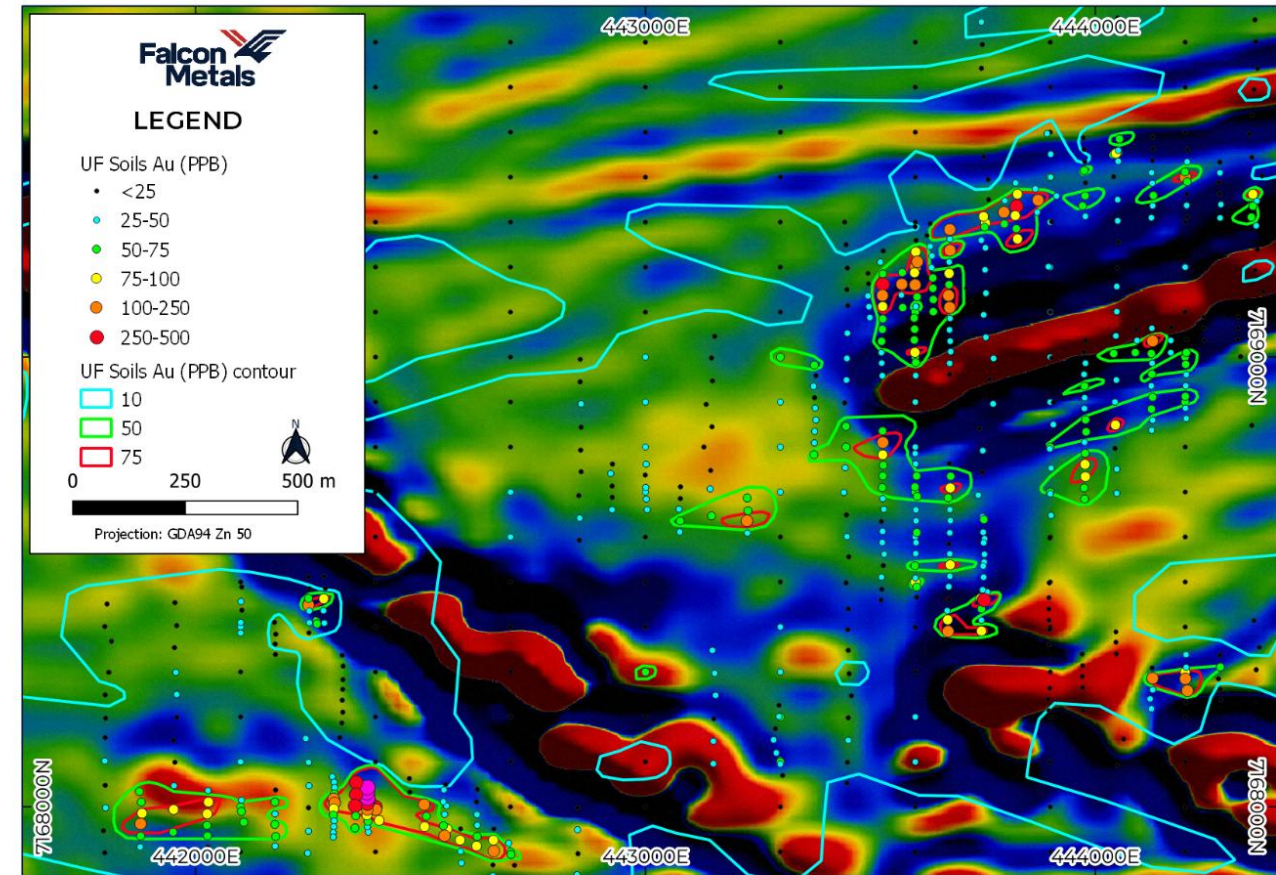 443000E
444000E
Falcon
Metals
LEGEND
UF Soils Au (PPB)
<25
25-50
50-75
75-100
100-250
250-500
UF Soils Au (PPB) contour
10
50
75
N
0 250 500 m
Projection: GDA94 Zn 50
7169000N
7169000N
7168000N
7168000N
442000E
443000E
444000E